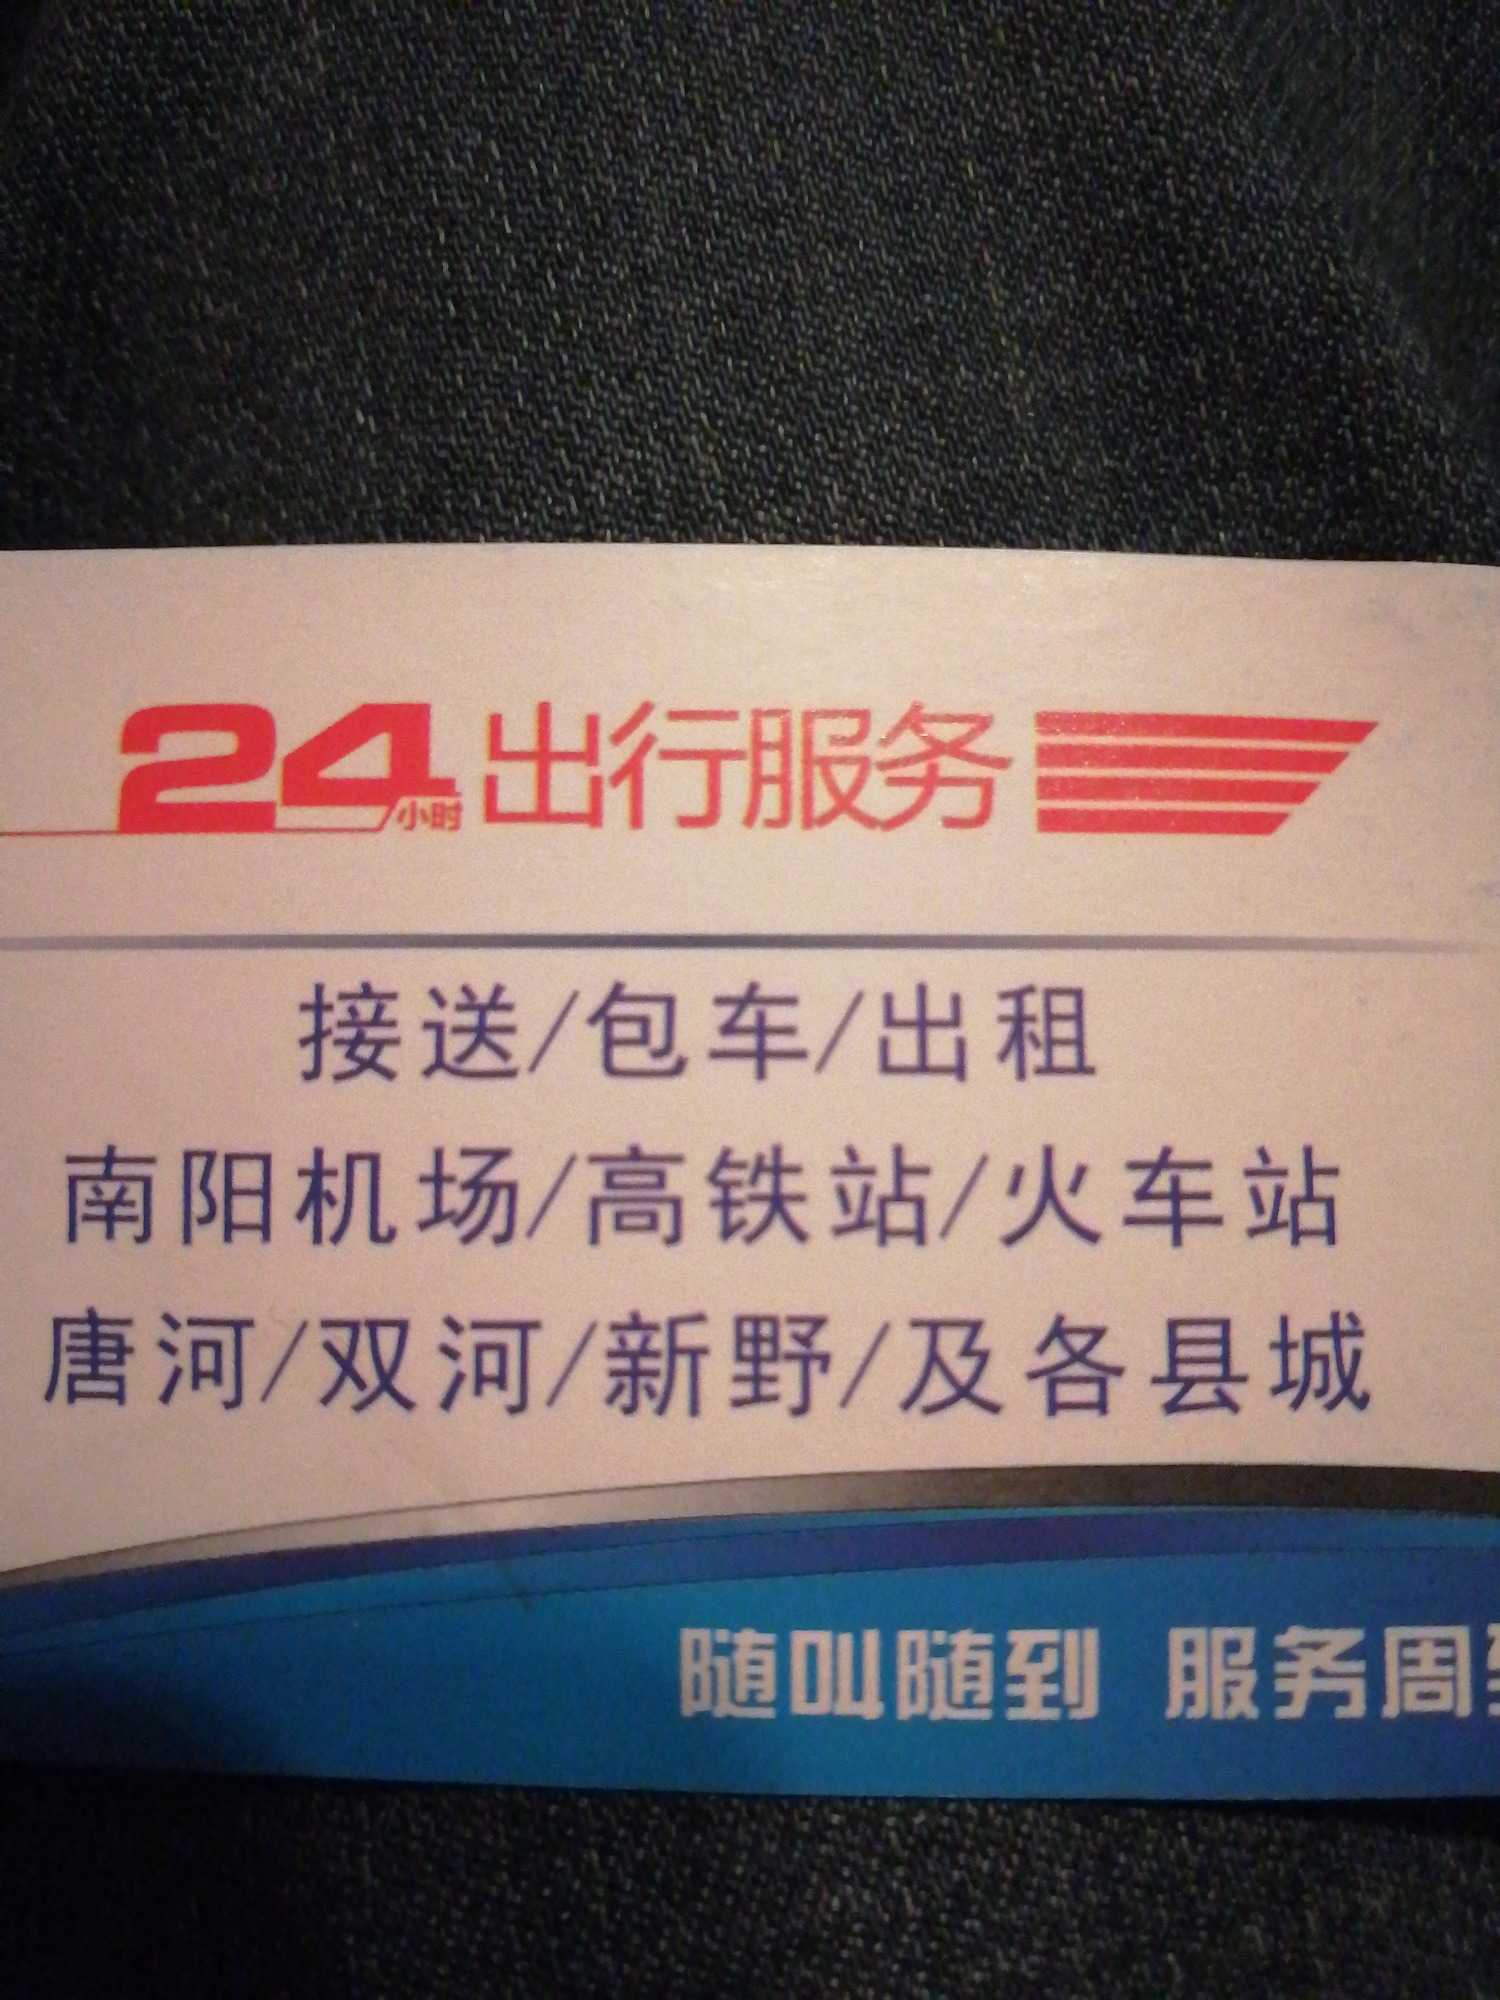 24小时出行服务
接送/包车/出租
南阳机场/高铁站/火车站
唐河/双河/新野/及各县城
随叫随到 服务周到